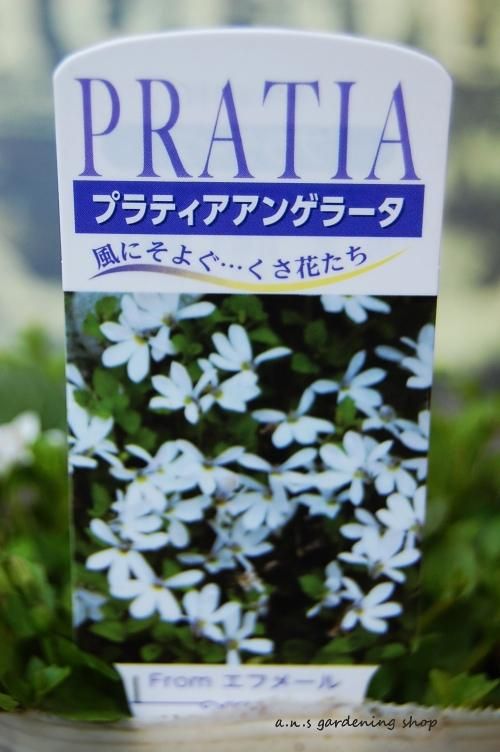 PRATIA
プラティアアンゲラータ
風にそよぐ…くさ花たち
From エフメール
a.n.s gardening shop